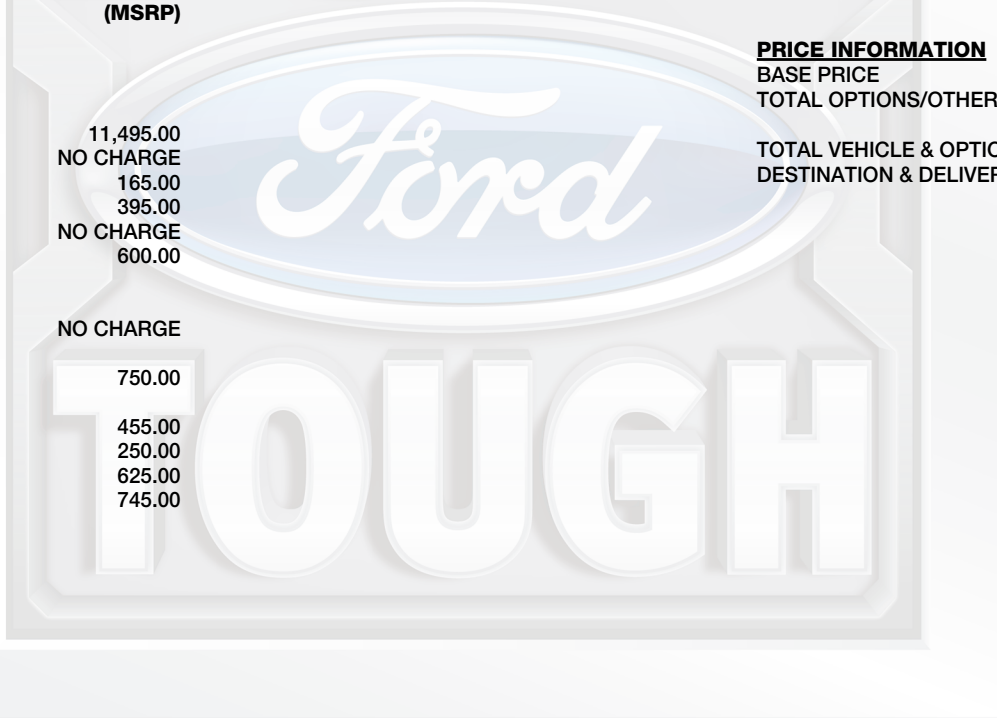 (MSRP)
11,495.00
NO CHARGE
165.00
395.00
NO CHARGE
600.00
NO CHARGE
750.00
455.00
250.00
625.00
745.00
PRICE INFORMATION
BASE PRICE
TOTAL OPTIONS/OTHER
TOTAL VEHICLE & OPTIO
DESTINATION & DELIVER
Ford
TOUGH